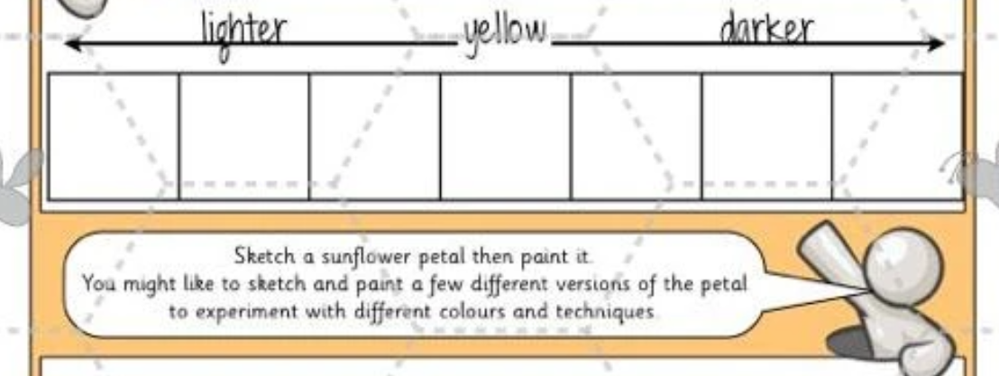 lighter yellow darker
Sketch a sunflower petal then paint it.
You might like to sketch and paint a few different versions of the petal
to experiment with different colours and techniques.